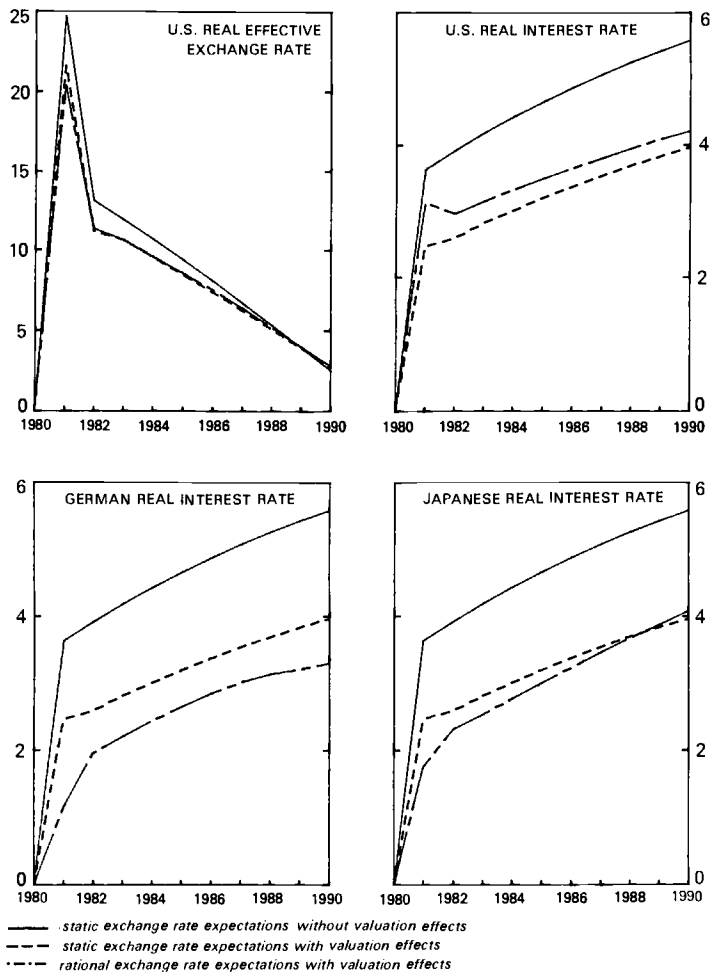 U.S. REAL EFFECTIVE
EXCHANGE RATE
25
20
15
10
5
0
1980 1982 1984 1986 1988 1990
U.S. REAL INTEREST RATE
6
4
2
0
1980 1982 1984 1986 1988 1990
GERMAN REAL INTEREST RATE
6
4
2
0
1980 1982 1984 1986 1988 1990
JAPANESE REAL INTEREST RATE
6
4
2
0
1980 1982 1984 1986 1988 1990
static exchange rate expectations without valuation effects
static exchange rate expectations with valuation effects
rational exchange rate expectations with valuation effects